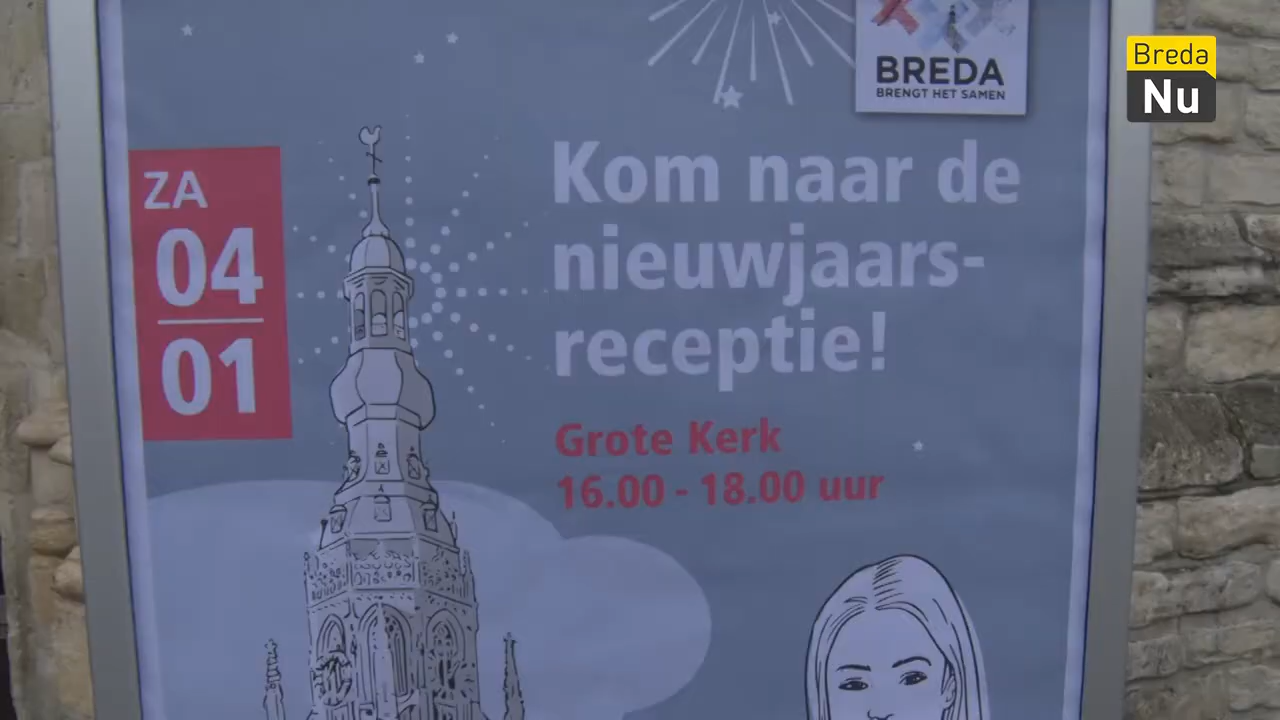 BREDA
BRENGT HET SAMEN
Breda
Nu
ZA
04
01
Kom naar de
nieuwjaars-
receptie!
Grote Kerk
16.00 - 18.00 uur